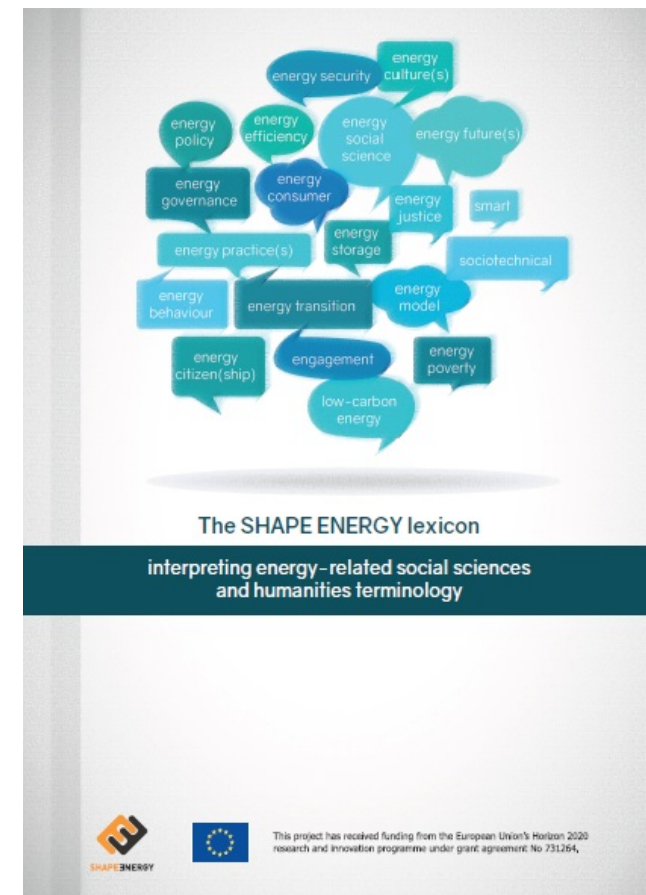 energy security
energy
culture(s)
energy
policy
energy
efficiency
energy
social
science
energy future(s)
energy
governance
energy
consumer
energy
justice
smart
energy practice(s)
energy
storage
sociotechnical
energy
behaviour
energy transition
energy
model
energy
citizen(ship)
engagement
energy
poverty
low-carbon
energy
The SHAPE ENERGY lexicon
interpreting energy-related social sciences
and humanities terminology
SHAPE ENERGY
This project has received funding from the European Union's Horizon 2020
research and innovation programme under grant agreement No 731264,